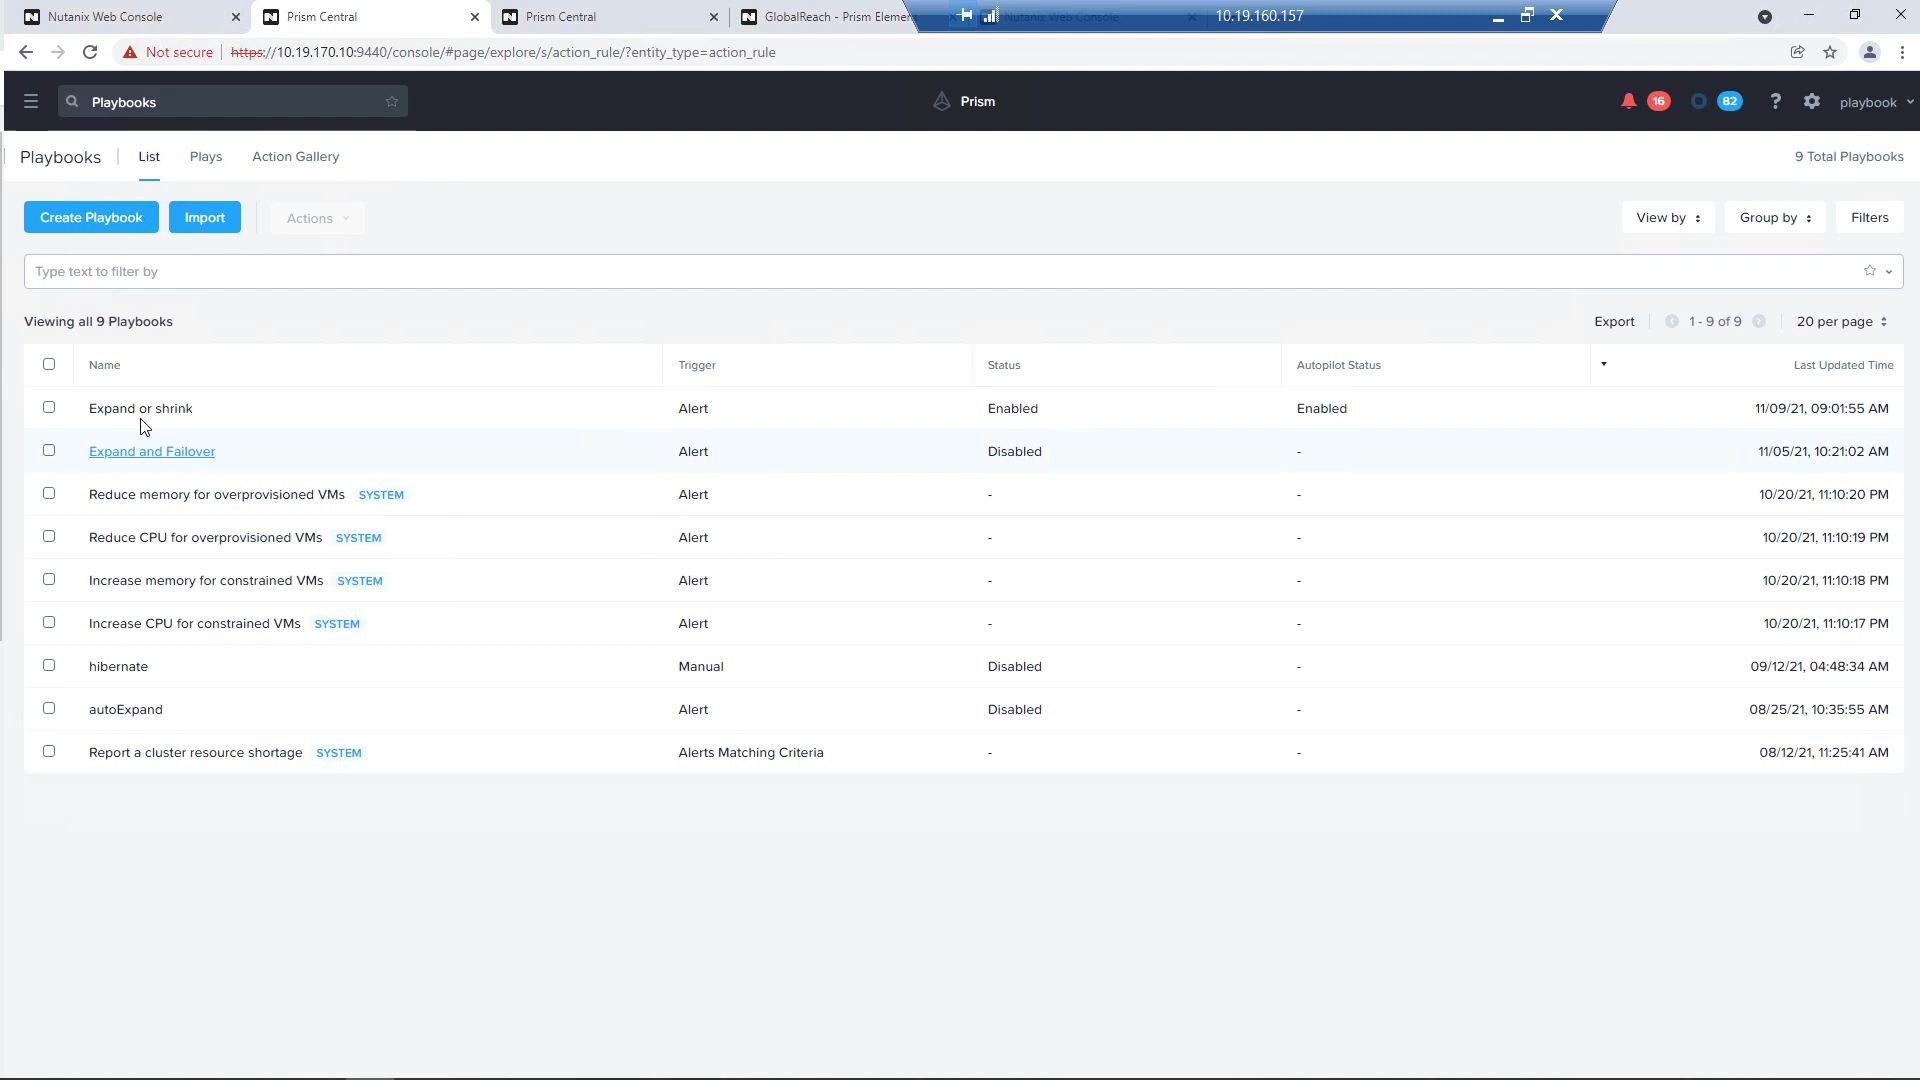 Nutanix Web Console
Prism Central
Prism Central
GlobalReach - Prism Element
Nutanix Web Console
10.19.160.157
Not secure
https://10.19.170.10:9440/console/#page/explore/s/action_rule/?entity_type=action_rule
Playbooks
Prism
16
82
?
playbook
Playbooks
List
Plays
Action Gallery
9 Total Playbooks
Create Playbook
Import
Actions
View by
Group by
Filters
Type text to filter by
Viewing all 9 Playbooks
Export
1 - 9 of 9
20 per page
Name Trigger Status Autopilot Status Last Updated Time
Expand or shrink Alert Enabled Enabled 11/09/21, 09:01:55 AM
Expand and Failover Alert Disabled - 11/05/21, 10:21:02 AM
Reduce memory for overprovisioned VMs SYSTEM Alert - - 10/20/21, 11:10:20 PM
Reduce CPU for overprovisioned VMs SYSTEM Alert - - 10/20/21, 11:10:19 PM
Increase memory for constrained VMs SYSTEM Alert - - 10/20/21, 11:10:18 PM
Increase CPU for constrained VMs SYSTEM Alert - - 10/20/21, 11:10:17 PM
hibernate Manual Disabled - 09/12/21, 04:48:34 AM
autoExpand Alert Disabled - 08/25/21, 10:35:55 AM
Report a cluster resource shortage SYSTEM Alerts Matching Criteria - - 08/12/21, 11:25:41 AM